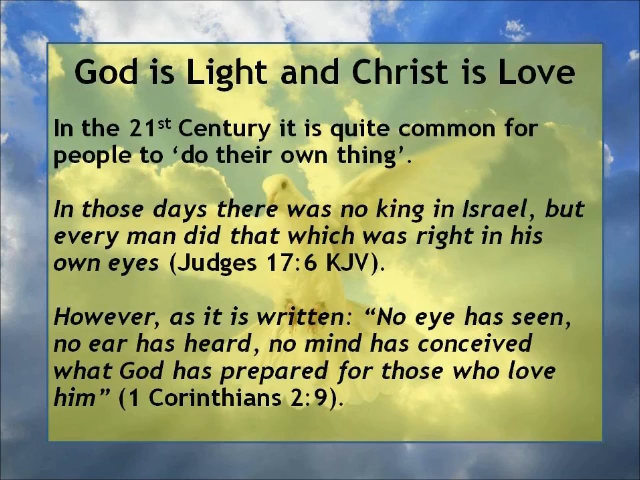 God is Light and Christ is Love
In the 21st Century it is quite common for
people to ‘do their own thing’.
In those days there was no king in Israel, but
every man did that which was right in his
own eyes (Judges 17:6 KJV).
However, as it is written: “No eye has seen,
no ear has heard, no mind has conceived
what God has prepared for those who love
him” (1 Corinthians 2:9).